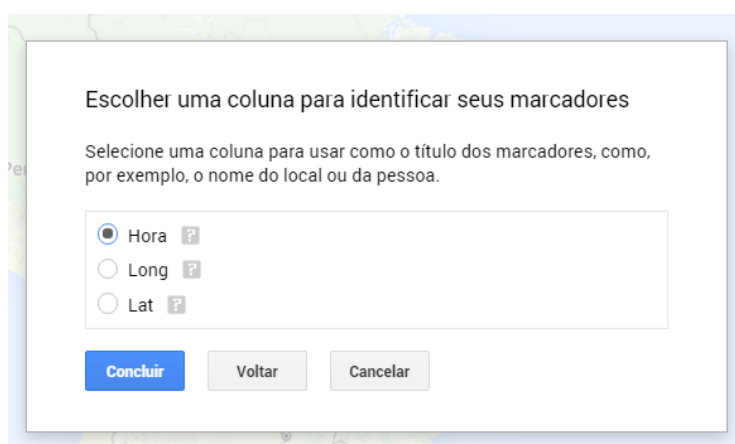 Escolher uma coluna para identificar seus marcadores
Selecione uma coluna para usar como o título dos marcadores, como,
por exemplo, o nome do local ou da pessoa.
Hora ?
Long ?
Lat ?
Concluir Voltar Cancelar